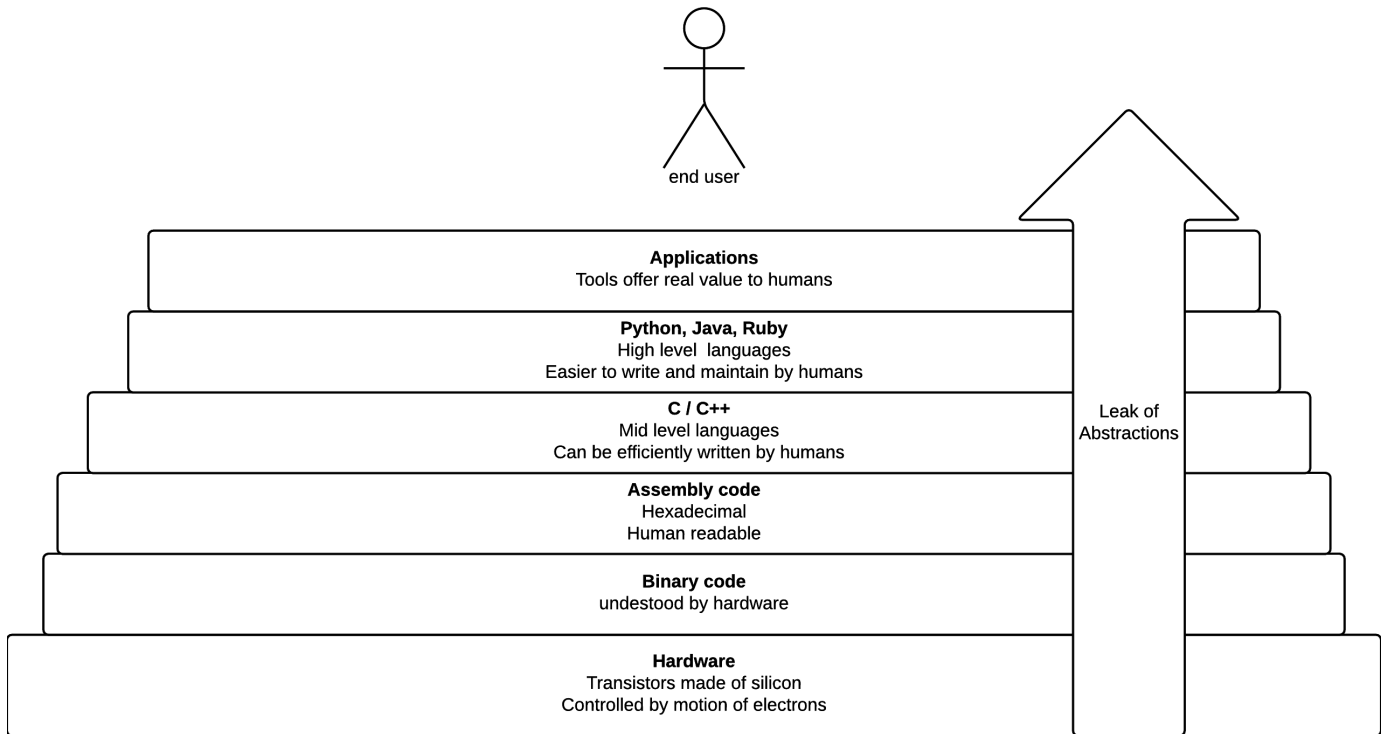 end user
Applications
Tools offer real value to humans
Python, Java, Ruby
High level  languages
Easier to write and maintain by humans
C / C++
Mid level languages
Can be efficiently written by humans
Leak of
Abstractions
Assembly code
Hexadecimal
Human readable
Binary code
undestood by hardware
Hardware
Transistors made of silicon
Controlled by motion of electrons